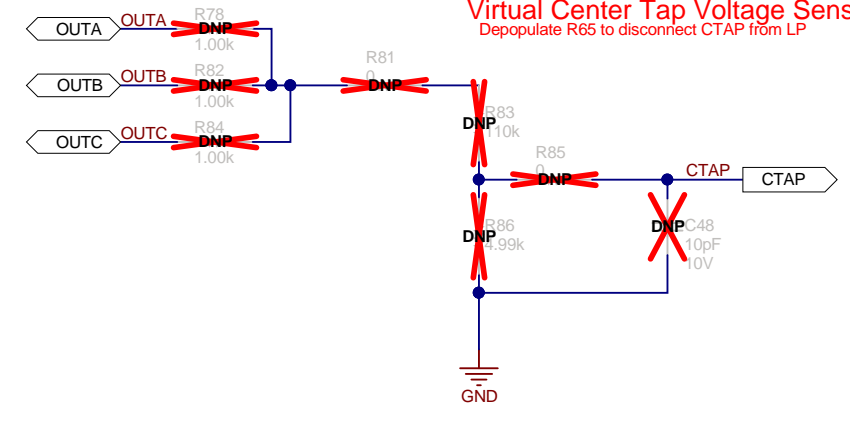 Virtual Center Tap Voltage Sens
Depopulate R65 to disconnect CTAP from LP
OUTA
OUTA
R78
DNP
1.00k
OUTB
OUTB
R82
DNP
1.00k
OUTC
OUTC
R84
DNP
1.00k
R81
0
DNP
R83
DNP
110k
R85
0
DNP
CTAP
CTAP
R86
DNP
4.99k
DNP
C48
10pF
10V
GND